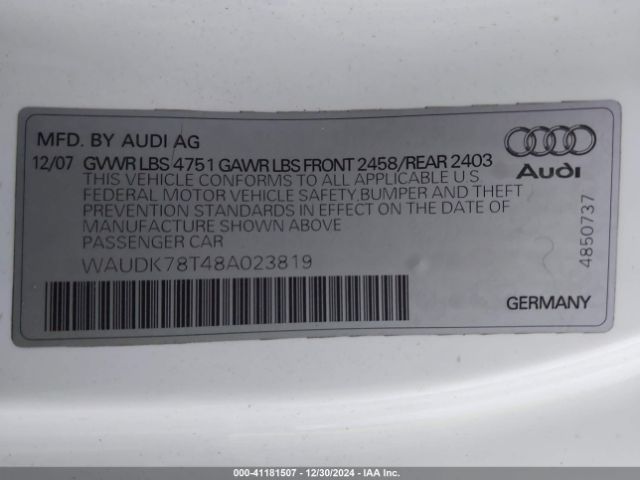 MFD. BY AUDI AG
12/07 GVWR LBS 4751 GAWR LBS FRONT 2458/REAR 2403
THIS VEHICLE CONFORMS TO ALL APPLICABLE U S
FEDERAL MOTOR VEHICLE SAFETY,BUMPER AND THEFT
PREVENTION STANDARDS IN EFFECT ON THE DATE OF
MANUFACTURE SHOWN ABOVE
PASSENGER CAR
WAUDK78T48A023819
Audi
4850737
GERMANY
000-41181507 - 12/30/2024 - IAA Inc.